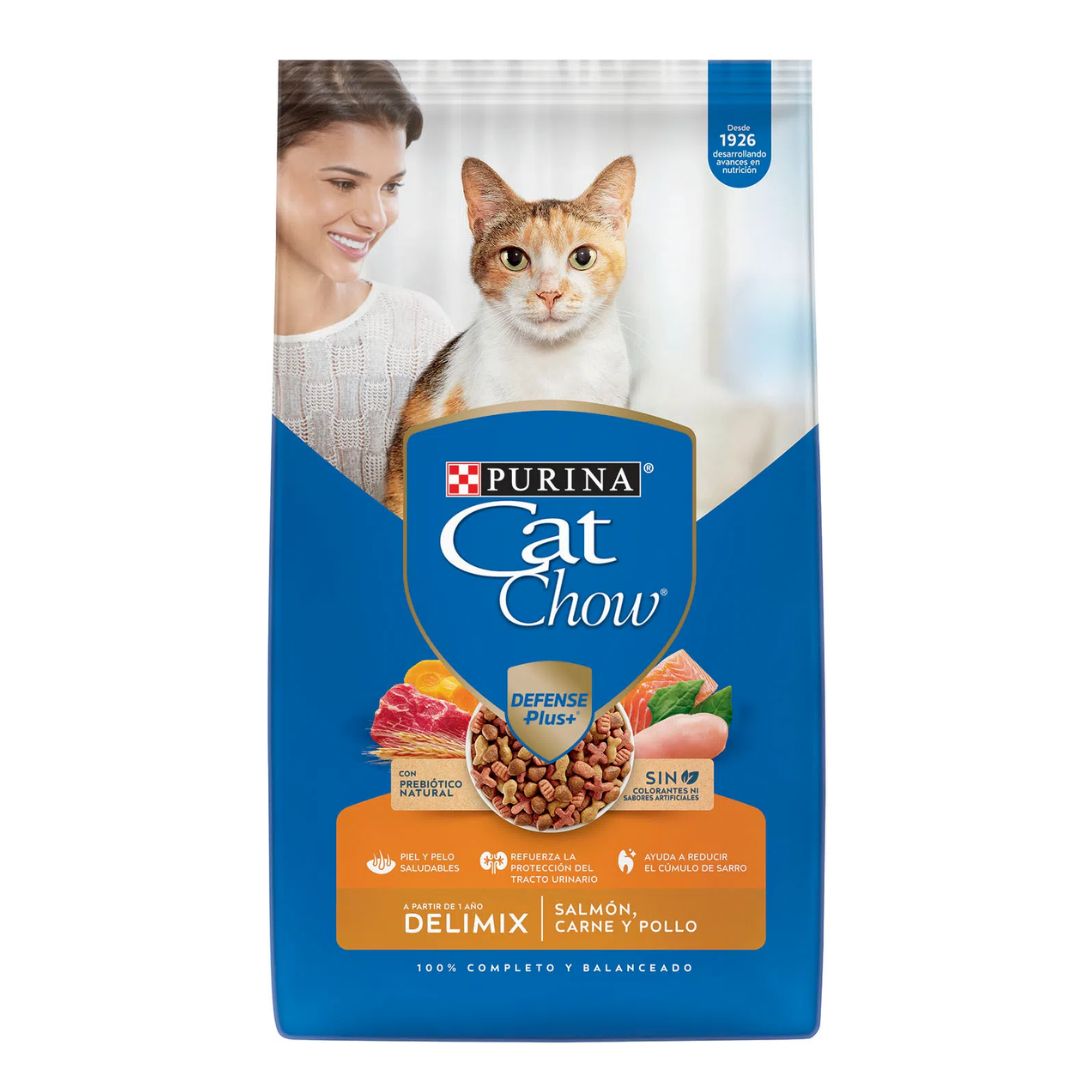 Desde
1926
desarrollando
avances en
nutrición
PURINA®
Cat
Chow®
DEFENSE
Plus+®
CON
PREBIÓTICO
NATURAL
SIN
COLORANTES NI
SABORES ARTIFICIALES
PIEL Y PELO
SALUDABLES
REFUERZA LA
PROTECCIÓN DEL
TRACTO URINARIO
AYUDA A REDUCIR
EL CÚMULO DE SARRO
A PARTIR DE 1 AÑO
DELIMIX
SALMÓN,
CARNE Y POLLO
100% COMPLETO Y BALANCEADO